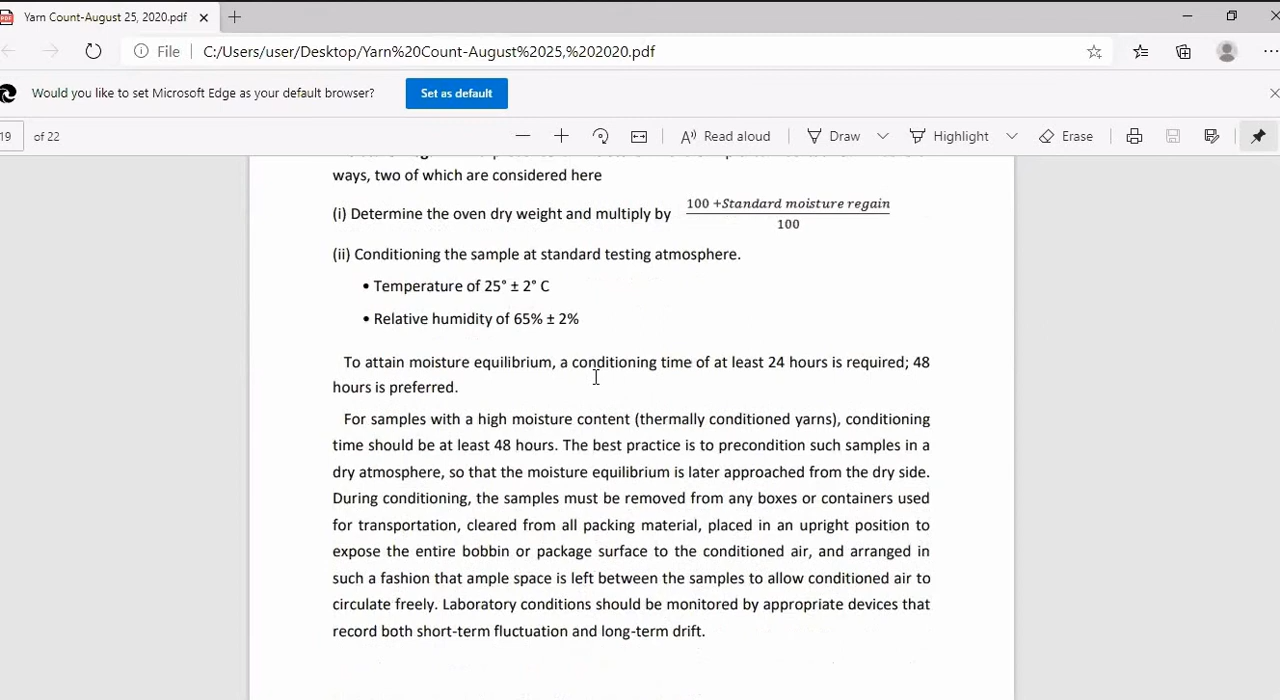 Yarn Count-August 25, 2020.pdf
File C:/Users/user/Desktop/Yarn%20Count-August%2025,%202020.pdf
Would you like to set Microsoft Edge as your default browser? Set as default
19 of 22 Read aloud Draw Highlight Erase
ways, two of which are considered here
(i) Determine the oven dry weight and multiply by 100 +Standard moisture regain
100
(ii) Conditioning the sample at standard testing atmosphere.
• Temperature of 25° ± 2° C
• Relative humidity of 65% ± 2%
To attain moisture equilibrium, a conditioning time of at least 24 hours is required; 48
hours is preferred.
For samples with a high moisture content (thermally conditioned yarns), conditioning
time should be at least 48 hours. The best practice is to precondition such samples in a
dry atmosphere, so that the moisture equilibrium is later approached from the dry side.
During conditioning, the samples must be removed from any boxes or containers used
for transportation, cleared from all packing material, placed in an upright position to
expose the entire bobbin or package surface to the conditioned air, and arranged in
such a fashion that ample space is left between the samples to allow conditioned air to
circulate freely. Laboratory conditions should be monitored by appropriate devices that
record both short-term fluctuation and long-term drift.